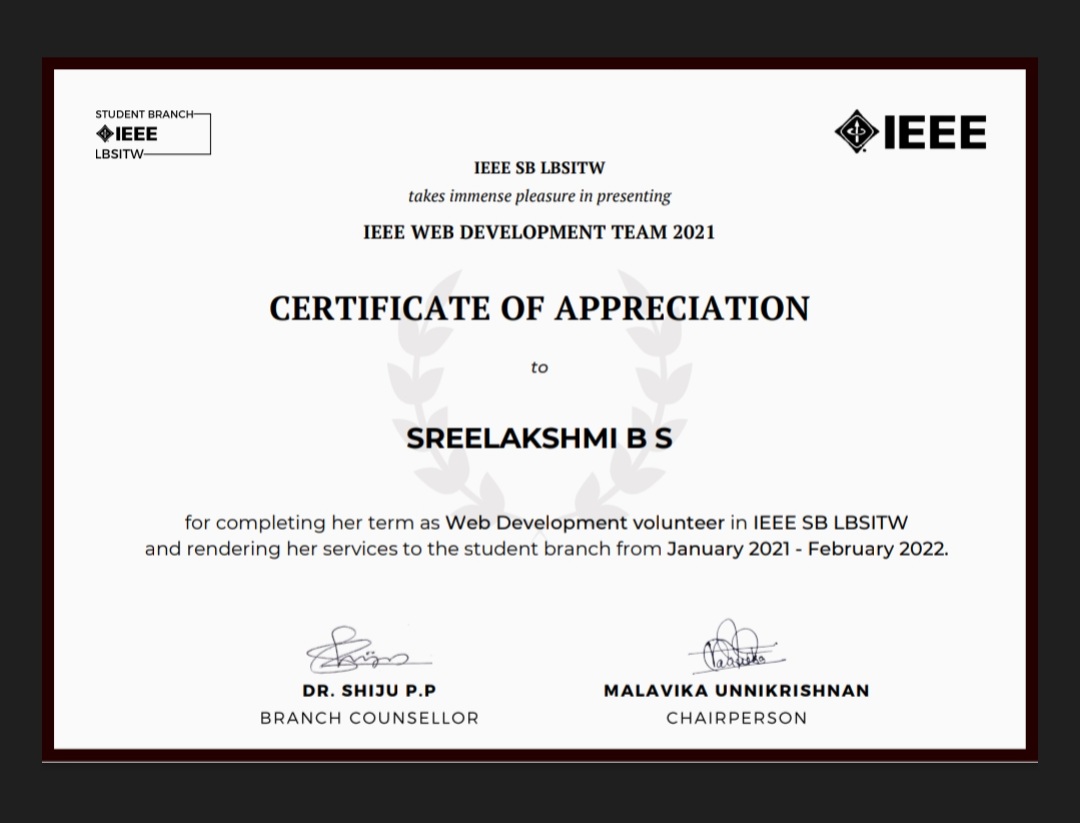 STUDENT BRANCH
IEEE
LBSITW
IEEE
IEEE SB LBSITW
takes immense pleasure in presenting
IEEE WEB DEVELOPMENT TEAM 2021
CERTIFICATE OF APPRECIATION
to
SREELAKSHMI B S
for completing her term as Web Development volunteer in IEEE SB LBSITW
and rendering her services to the student branch from January 2021 - February 2022.
DR. SHIJU P.P
BRANCH COUNSELLOR
MALAVIKA UNNIKRISHNAN
CHAIRPERSON